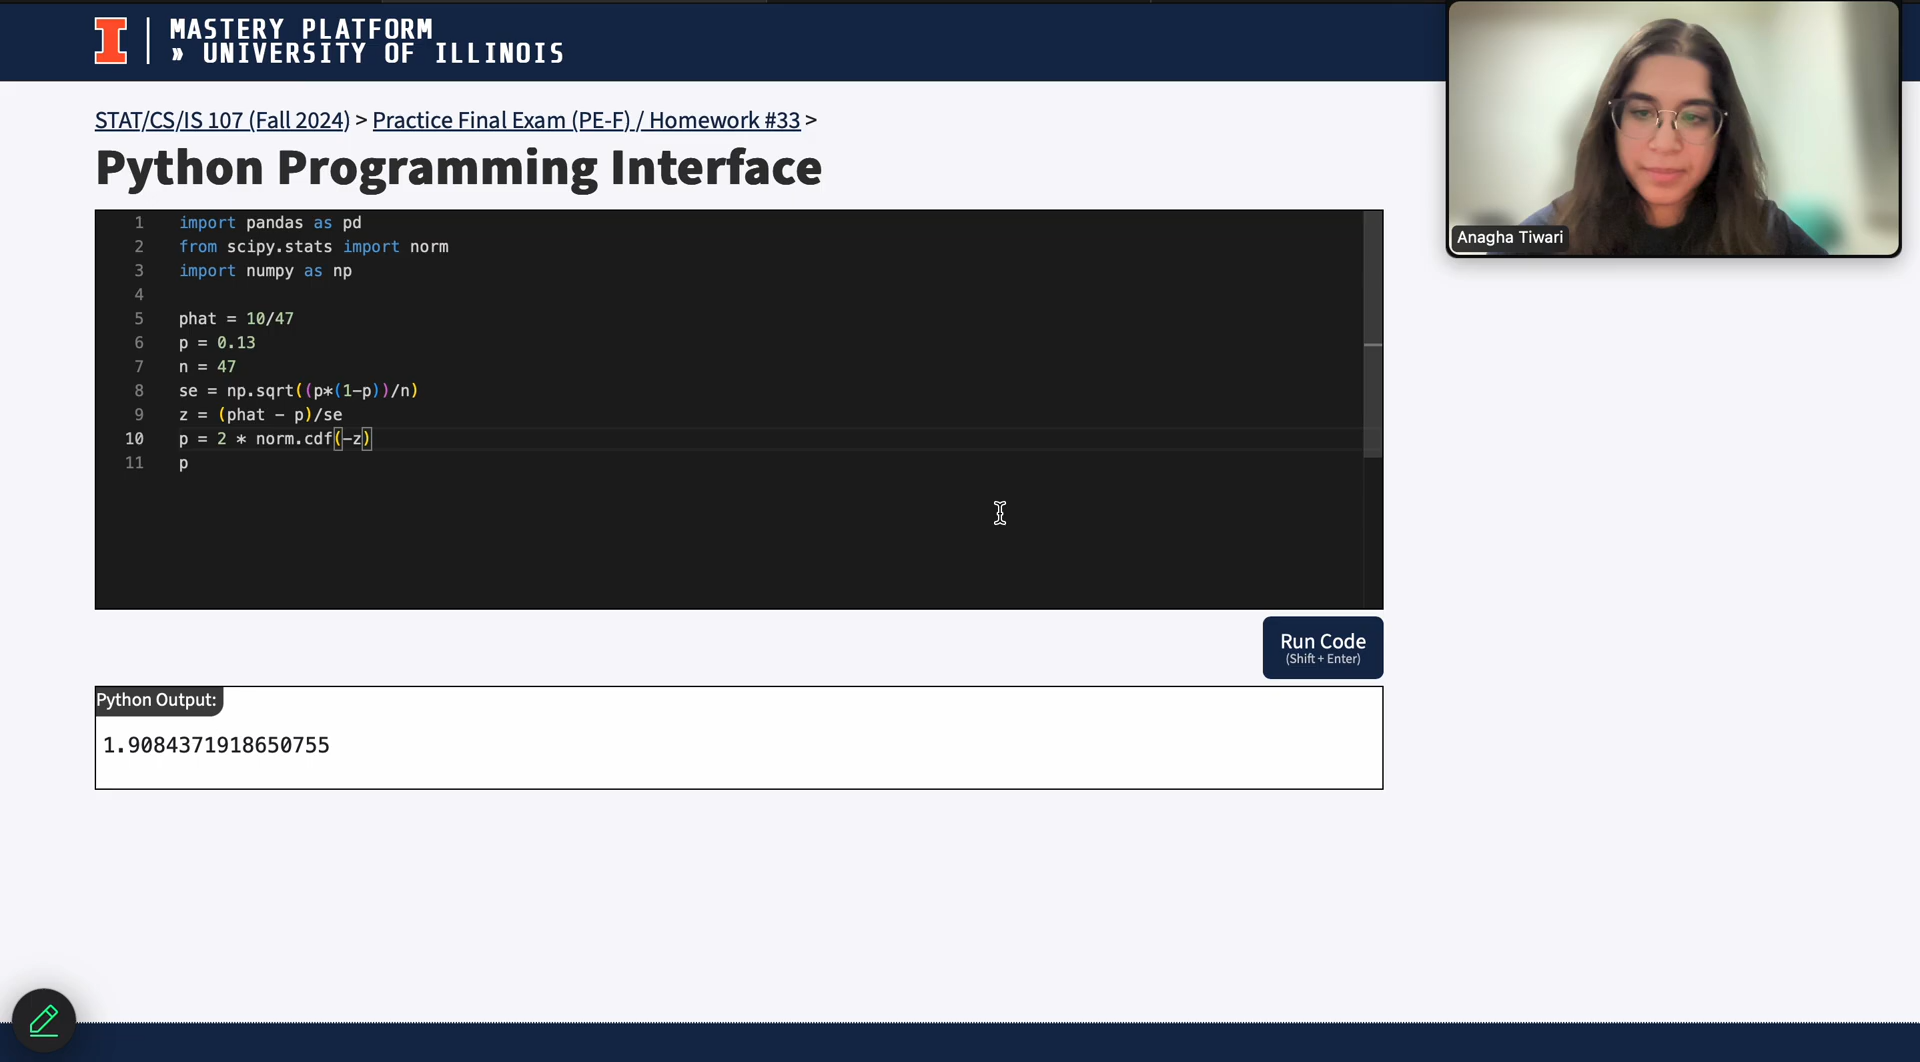 MASTERY PLATFORM
» UNIVERSITY OF ILLINOIS
Anagha Tiwari
STAT/CS/IS 107 (Fall 2024) > Practice Final Exam (PE-F) / Homework #33 >
Python Programming Interface
1 import pandas as pd
2 from scipy.stats import norm
3 import numpy as np
4
5 phat = 10/47
6 p = 0.13
7 n = 47
8 se = np.sqrt((p*(1-p))/n)
9 z = (phat - p)/se
10 p = 2 * norm.cdf(-z)
11 p
Run Code
(Shift + Enter)
Python Output:
1.9084371918650755